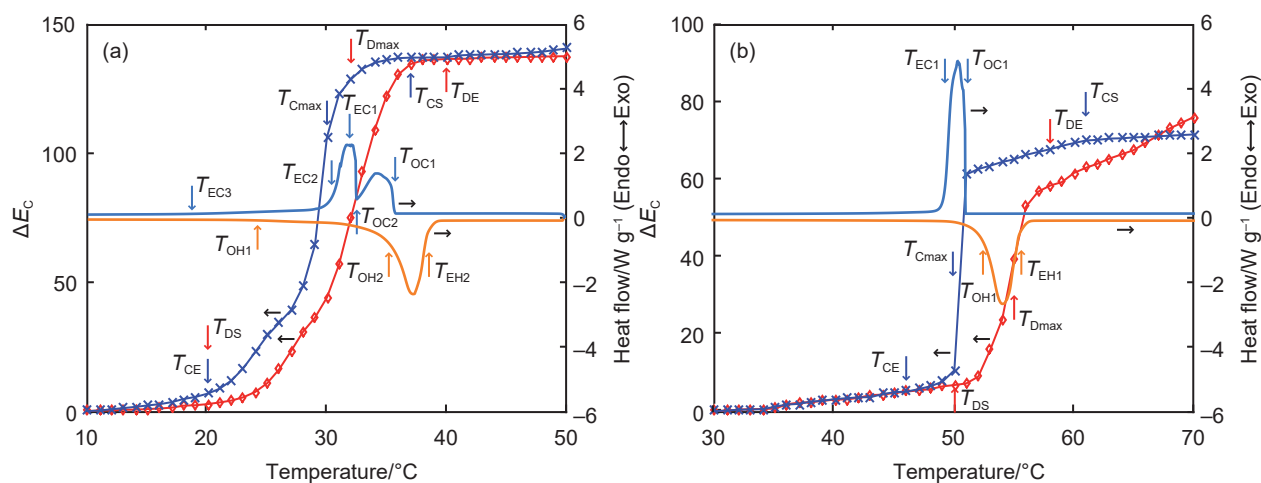 (a)
ΔE_C
150
100
50
0
10
20
30
40
50
Temperature/°C
6
4
2
0
–2
–4
–6
Heat flow/W g⁻¹ (Endo⟷Exo)
T_Dmax
T_Cmax
T_EC1
T_CS
T_DE
T_EC2
T_OC1
T_EC3
T_OC2
T_OH1
T_OH2
T_EH2
T_DS
T_CE
(b)
ΔE_C
100
80
60
40
20
0
30
40
50
60
70
Temperature/°C
6
4
2
0
–2
–4
–6
Heat flow/W g⁻¹ (Endo⟷Exo)
T_EC1
T_OC1
T_CS
T_DE
T_Cmax
T_OH1
T_EH1
T_Dmax
T_CE
T_DS